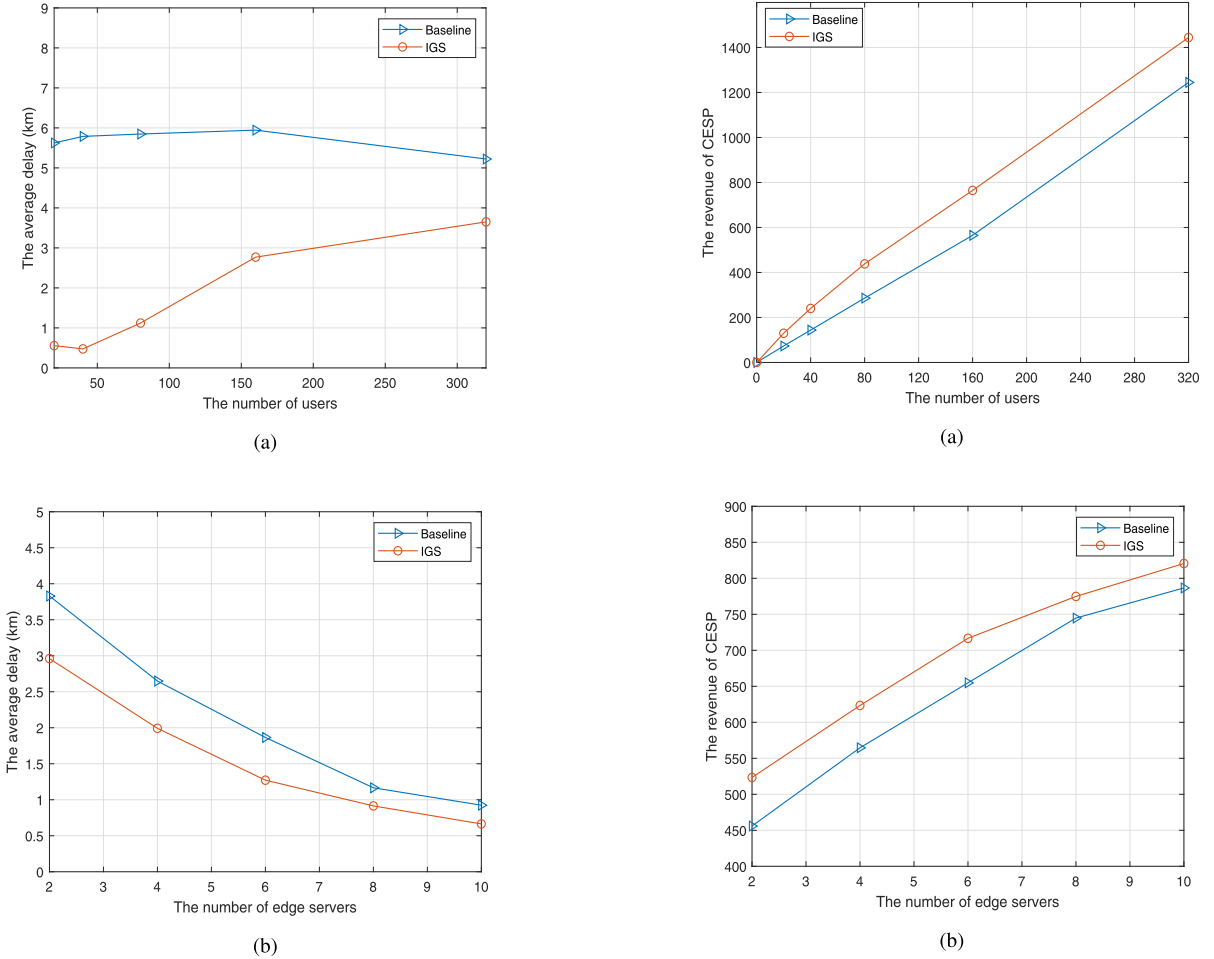 9
8
7
6
5
4
3
2
1
0
The average delay (km)
Baseline
IGS
50 100 150 200 250 300
The number of users
(a)
1400
1200
1000
800
600
400
200
0
The revenue of CESP
Baseline
IGS
0 40 80 120 160 200 240 280 320
The number of users
(a)
5
4.5
4
3.5
3
2.5
2
1.5
1
0.5
0
The average delay (km)
Baseline
IGS
2 3 4 5 6 7 8 9 10
The number of edge servers
(b)
900
850
800
750
700
650
600
550
500
450
400
The revenue of CESP
Baseline
IGS
2 3 4 5 6 7 8 9 10
The number of edge servers
(b)